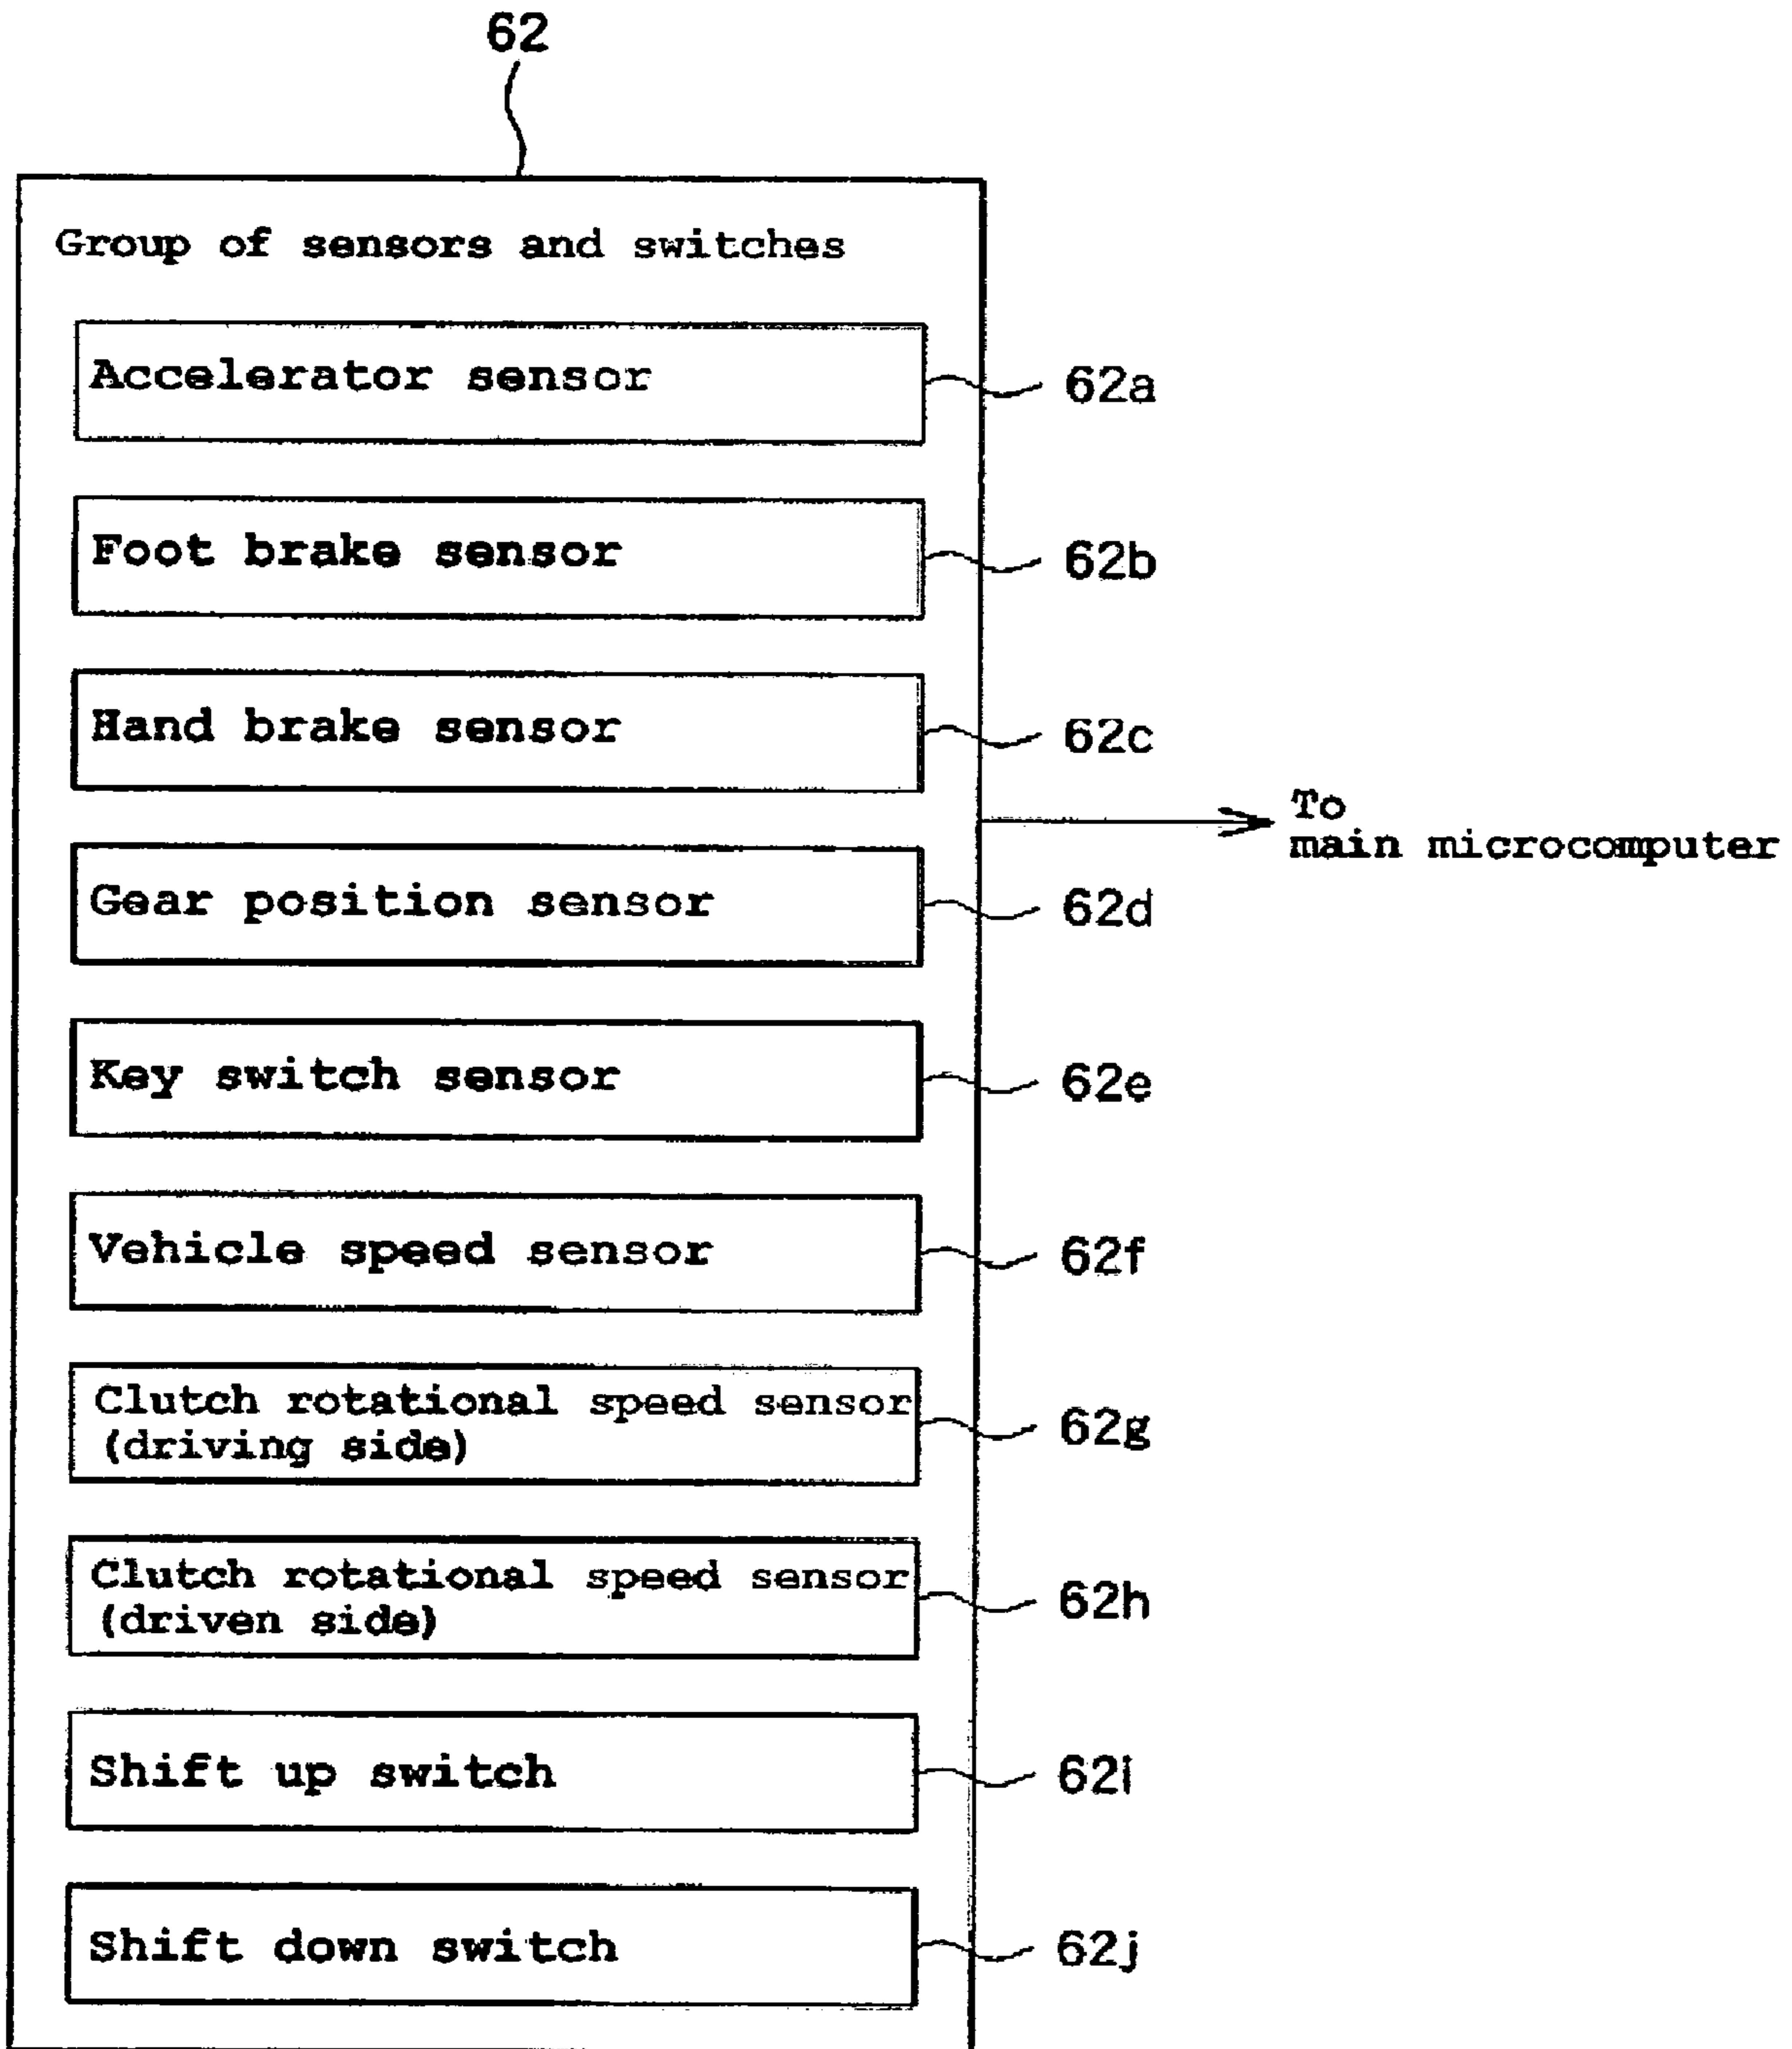 62
Group of sensors and switches
Accelerator sensor
62a
Foot brake sensor
62b
Hand brake sensor
62c
To
main microcomputer
Gear position sensor
62d
Key switch sensor
62e
Vehicle speed sensor
62f
Clutch rotational speed sensor
(driving side)
62g
Clutch rotational speed sensor
(driven side)
62h
Shift up switch
62i
Shift down switch
62j